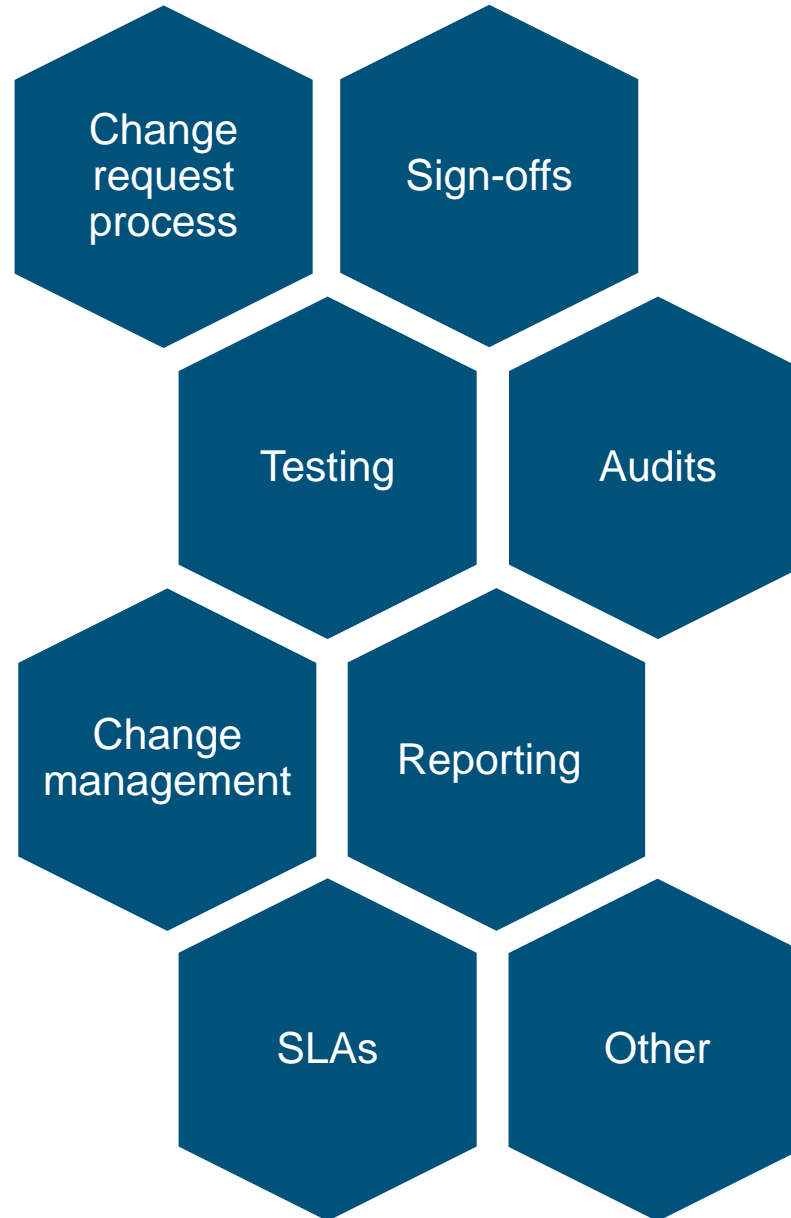 Change
request
process
Sign-offs
Testing
Audits
Change
management
Reporting
SLAs
Other